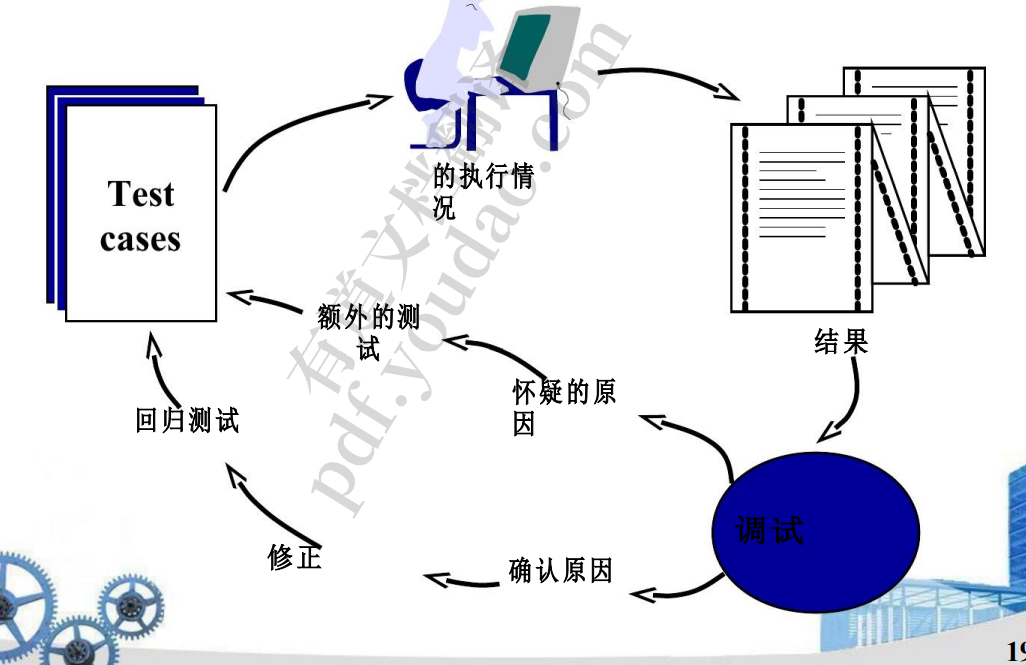 Test
cases
的执行情
况
额外的测
试
怀疑的原
因
结果
回归测试
调试
修正
确认原因
有道文档翻译
pdf.youdao.com
19